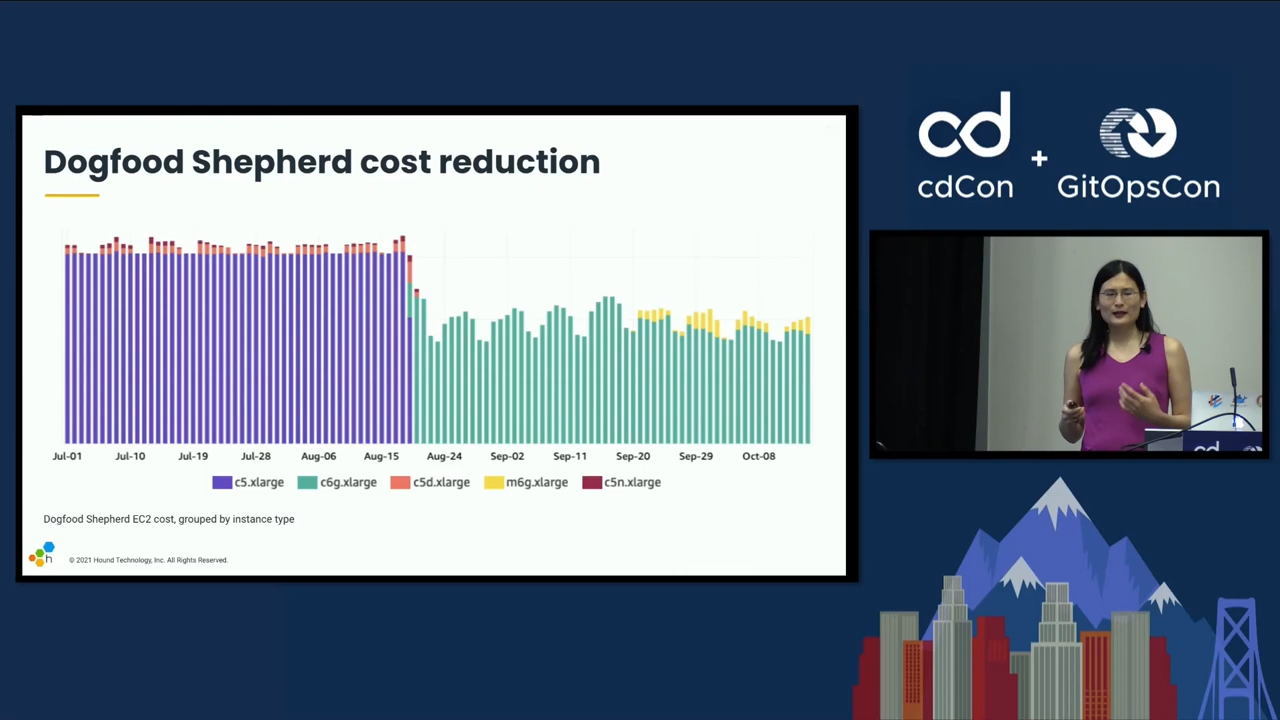 Dogfood Shepherd cost reduction
Jul-01 Jul-10 Jul-19 Jul-28 Aug-06 Aug-15 Aug-24 Sep-02 Sep-11 Sep-20 Sep-29 Oct-08
c5.xlarge c6g.xlarge c5d.xlarge m6g.xlarge c5n.xlarge
Dogfood Shepherd EC2 cost, grouped by instance type
h
© 2021 Hound Technology, Inc. All Rights Reserved.
cd
+
cdCon GitOpsCon
cd